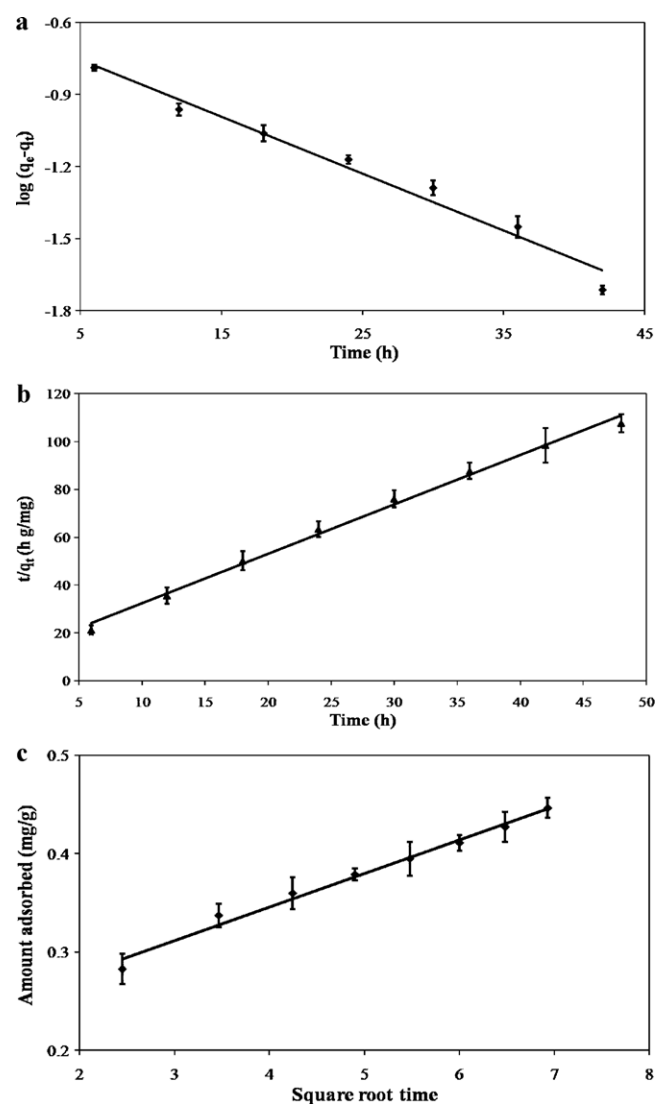 a
-0.6
-0.9
-1.2
-1.5
-1.8
log (qe-qt)
5 15 25 35 45
Time (h)
b
120
100
80
60
40
20
0
t/qt (h g/mg)
5 10 15 20 25 30 35 40 45 50
Time (h)
c
0.5
0.4
0.3
0.2
Amount adsorbed (mg/g)
2 3 4 5 6 7 8
Square root time